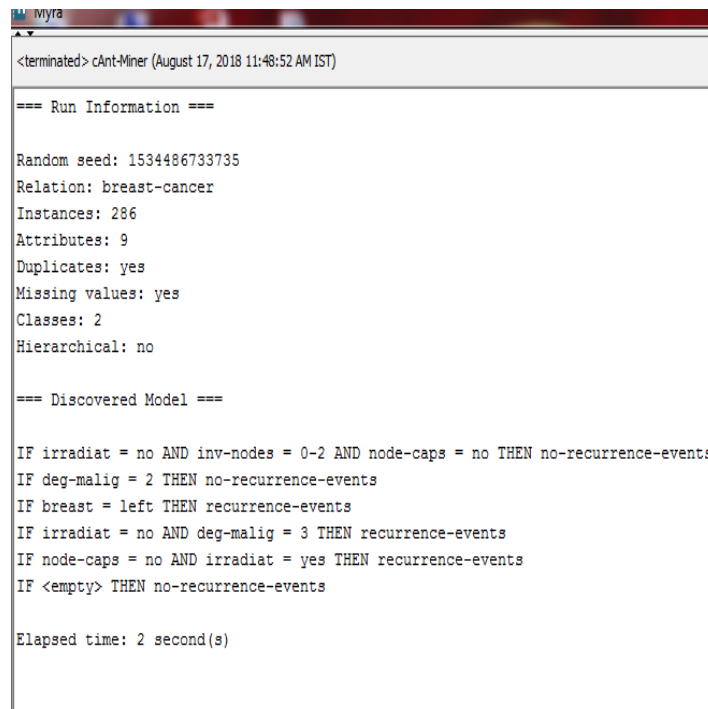 Myra
<terminated> cAnt-Miner (August 17, 2018 11:48:52 AM IST)
=== Run Information ===
Random seed: 1534486733735
Relation: breast-cancer
Instances: 286
Attributes: 9
Duplicates: yes
Missing values: yes
Classes: 2
Hierarchical: no
=== Discovered Model ===
IF irradiat = no AND inv-nodes = 0-2 AND node-caps = no THEN no-recurrence-events
IF deg-malig = 2 THEN no-recurrence-events
IF breast = left THEN recurrence-events
IF irradiat = no AND deg-malig = 3 THEN recurrence-events
IF node-caps = no AND irradiat = yes THEN recurrence-events
IF <empty> THEN no-recurrence-events
Elapsed time: 2 second(s)